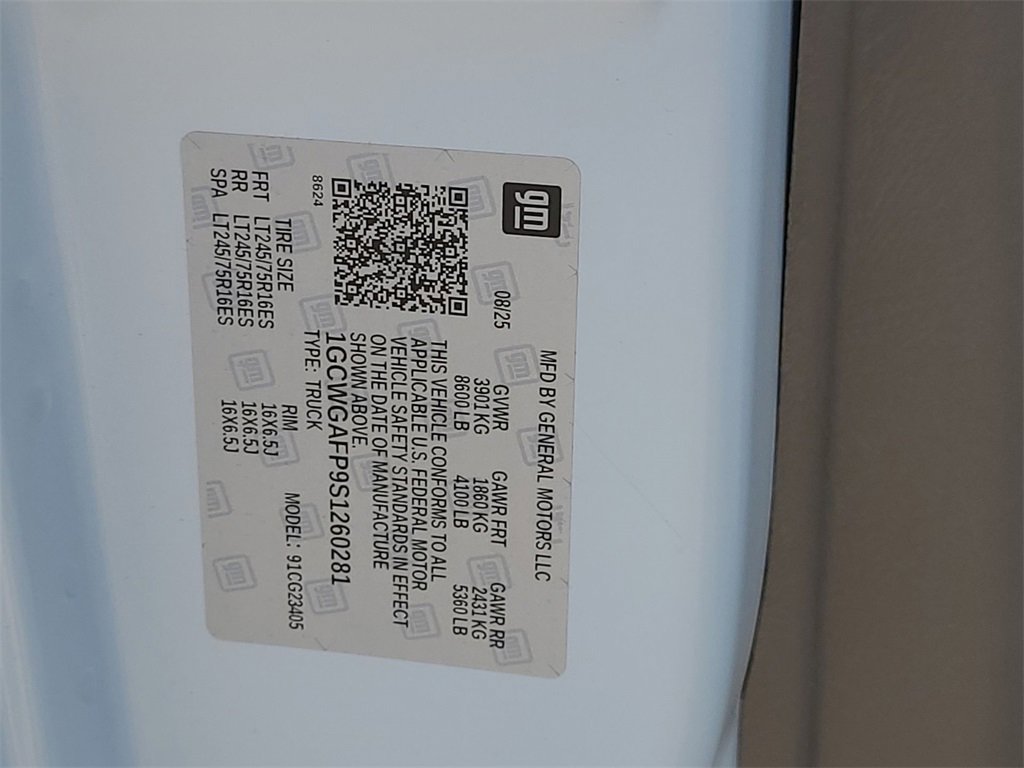 gm
MFD BY GENERAL MOTORS LLC
08/25 GVWR GAWR FRT GAWR RR
3901 KG 1860 KG 2431 KG
8600 LB 4100 LB 5360 LB
THIS VEHICLE CONFORMS TO ALL
APPLICABLE U.S. FEDERAL MOTOR
VEHICLE SAFETY STANDARDS IN EFFECT
ON THE DATE OF MANUFACTURE
SHOWN ABOVE.
1GCWGAFP9S1260281
8624 TYPE: TRUCK
TIRE SIZE RIM MODEL: 91CG23405
FRT LT245/75R16ES 16X6.5J
RR LT245/75R16ES 16X6.5J
SPA LT245/75R16ES 16X6.5J